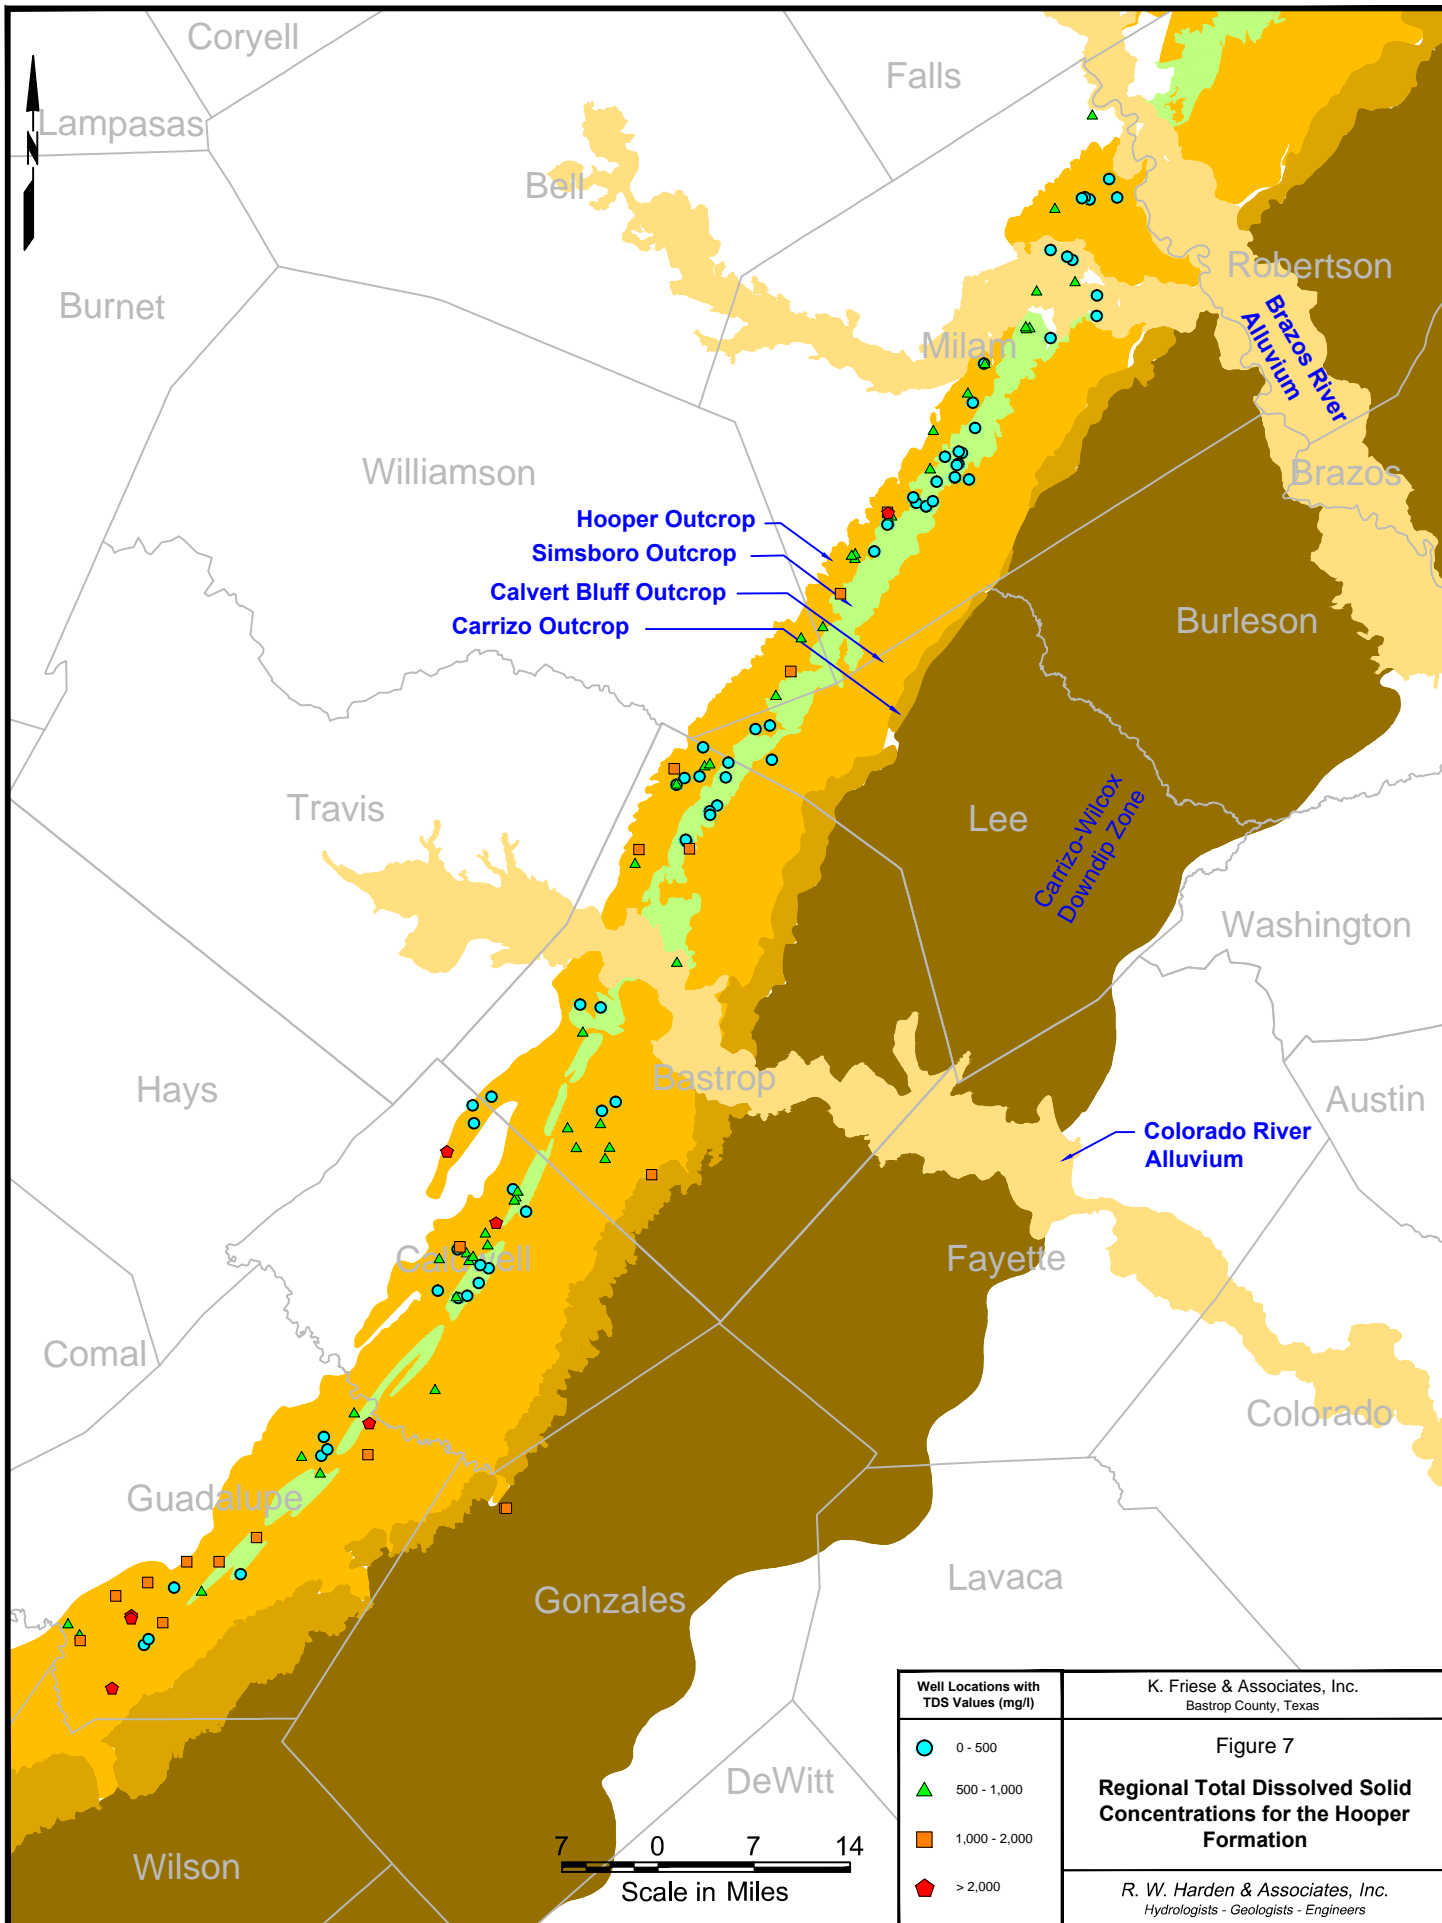 Coryell
Falls
Lampasas
N
Bell
Robertson
Burnet
Brazos River
Alluvium
Milam
Williamson
Brazos
Hooper Outcrop
Simsboro Outcrop
Calvert Bluff Outcrop
Carrizo Outcrop
Burleson
Travis
Lee
Carrizo-Wilcox
Downdip Zone
Washington
Hays
Bastrop
Austin
Colorado River
Alluvium
Caldwell
Fayette
Comal
Colorado
Guadalupe
Gonzales
Lavaca
DeWitt
Wilson
7 0 7 14
Scale in Miles
Well Locations with
TDS Values (mg/l)
0 - 500
500 - 1,000
1,000 - 2,000
> 2,000
K. Friese & Associates, Inc.
Bastrop County, Texas
Figure 7
Regional Total Dissolved Solid
Concentrations for the Hooper
Formation
R. W. Harden & Associates, Inc.
Hydrologists - Geologists - Engineers